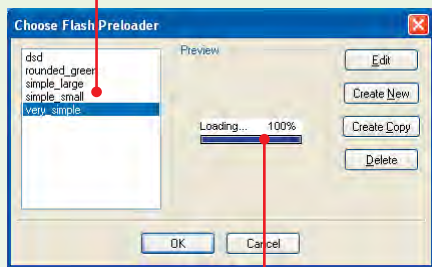 Choose Flash Preloader
dsd
rounded_green
simple_large
simple_small
very_simple
Preview
Loading... 100%
Edit
Create New
Create Copy
Delete
OK
Cancel